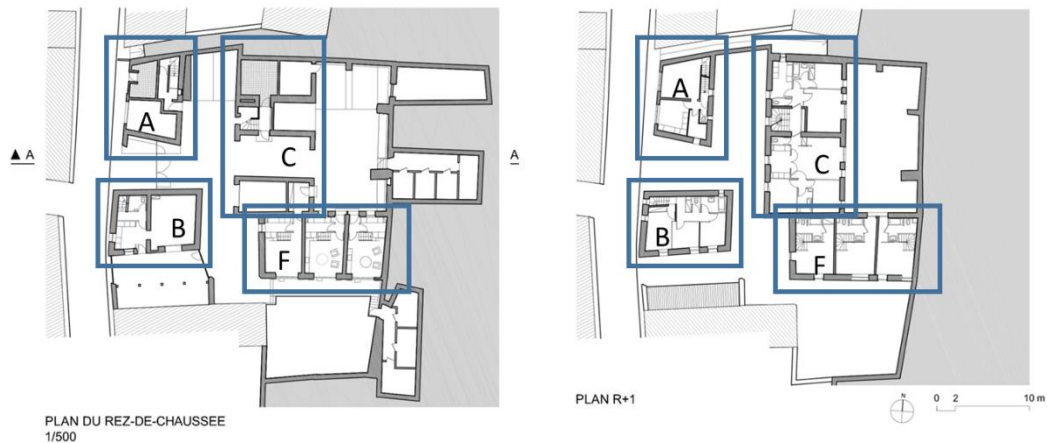 A
C
▲ A
A
B
F
PLAN DU REZ-DE-CHAUSSEE
1/500
A
C
B
F
PLAN R+1
N
0 2 10 m